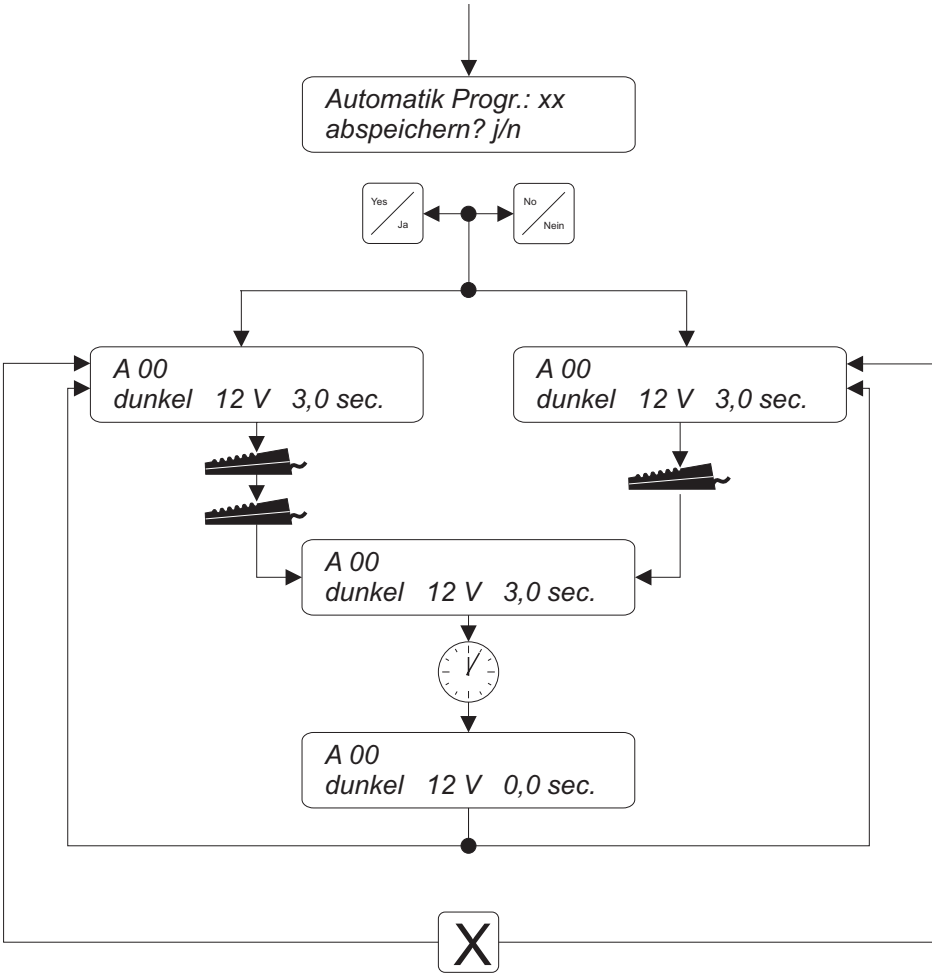 Automatik Progr.: xx
abspeichern? j/n
Yes
Ja
No
Nein
A 00
dunkel 12 V 3,0 sec.
A 00
dunkel 12 V 3,0 sec.
A 00
dunkel 12 V 3,0 sec.
A 00
dunkel 12 V 0,0 sec.
X